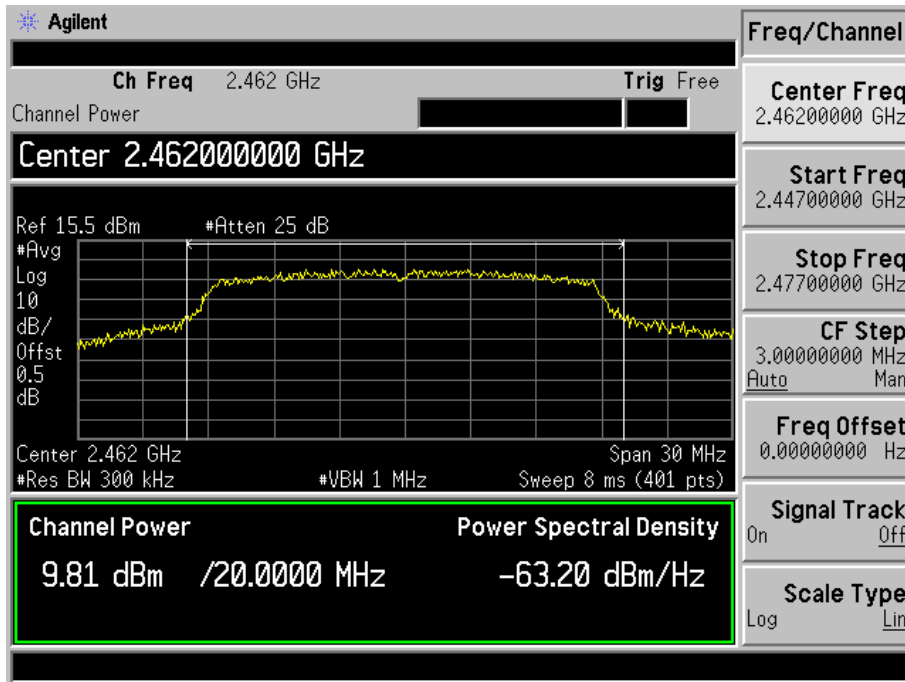 Agilent
Freq/Channel
Ch Freq 2.462 GHz Trig Free
Channel Power
Center 2.462000000 GHz
Ref 15.5 dBm #Atten 25 dB
#Avg
Log
10
dB/
Offst
0.5
dB
Center 2.462 GHz Span 30 MHz
#Res BW 300 kHz #VBW 1 MHz Sweep 8 ms (401 pts)
Channel Power Power Spectral Density
9.81 dBm /20.0000 MHz -63.20 dBm/Hz
Center Freq
2.46200000 GHz
Start Freq
2.44700000 GHz
Stop Freq
2.47700000 GHz
CF Step
3.00000000 MHz
Auto Man
Freq Offset
0.00000000 Hz
Signal Track
On Off
Scale Type
Log Lin